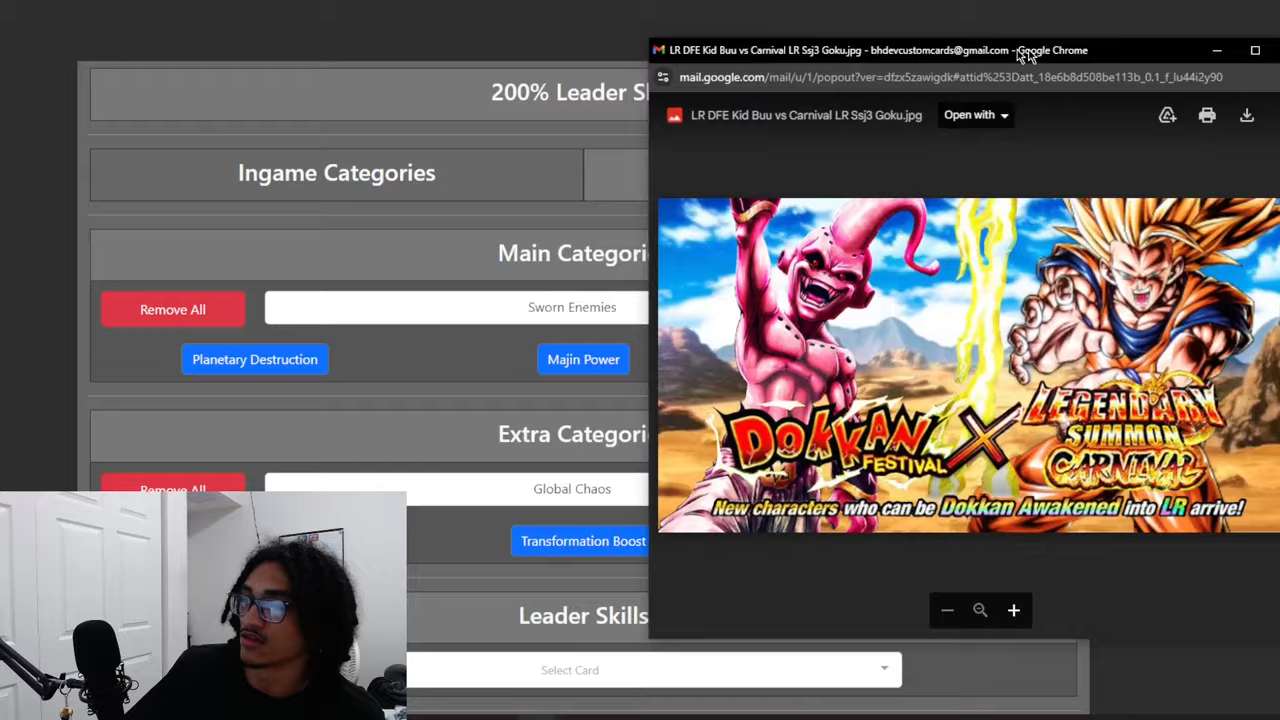 200% Leader
Ingame Categories
Main
Remove All
Sworn Enemies
Planetary Destruction
Majin Power
Extra
Remove All
Global Chaos
Transformation Boost
Leader Skills
Select Card
LR DFE Kid Buu vs Carnival LR Ssj3 Goku.jpg - bhdevcustomcards@gmail.com - Google Chrome
mail.google.com/mail/u/1/popout?ver=dfzx5zawigdk#attid%253Datt_18e6b8d508be113b_0.1_f_lu44i2y90
LR DFE Kid Buu vs Carnival LR Ssj3 Goku.jpg
Open with
DOKKAN
FESTIVAL
X
LEGENDARY
SUMMON
CARNIVAL
New characters who can be Dokkan Awakened into LR arrive!